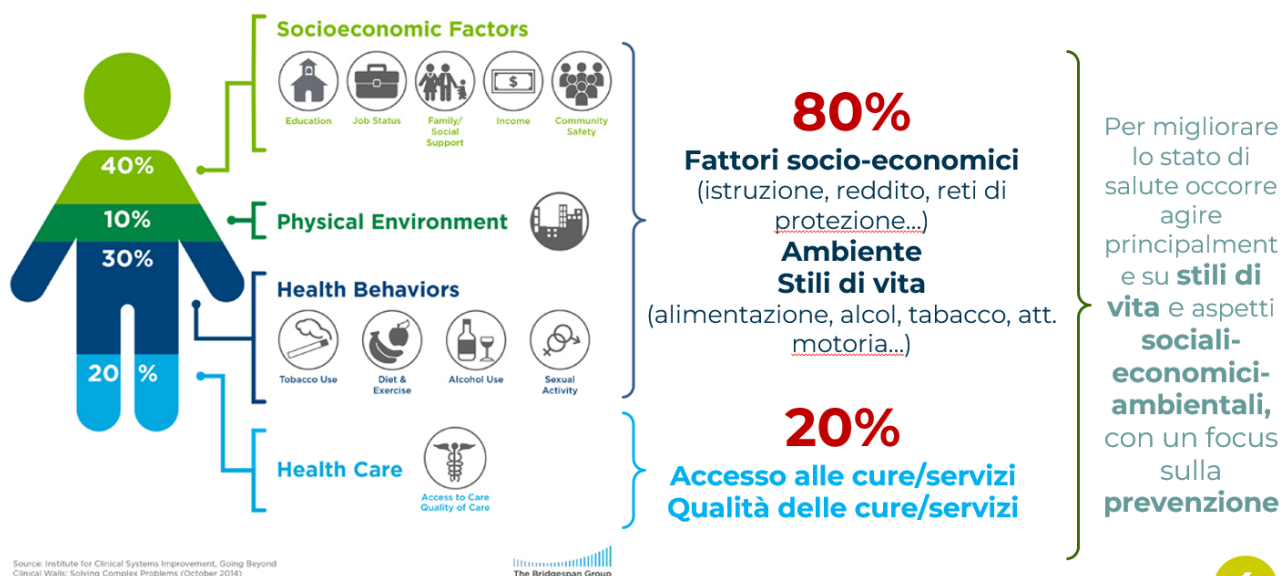 Socioeconomic Factors
Education
Job Status
Family/
Social
Support
Income
Community
Safety
40%
10%
30%
20 %
Physical Environment
Health Behaviors
Tobacco Use
Diet &
Exercise
Alcohol Use
Sexual
Activity
Health Care
Access to Care
Quality of Care
Source: Institute for Clinical Systems Improvement, Going Beyond
Clinical Walls: Solving Complex Problems (October 2014)
The Bridgespan Group
80%
Fattori socio-economici
(istruzione, reddito, reti di
protezione...)
Ambiente
Stili di vita
(alimentazione, alcol, tabacco, att.
motoria...)
20%
Accesso alle cure/servizi
Qualità delle cure/servizi
Per migliorare
lo stato di
salute occorre
agire
principalment
e su stili di
vita e aspetti
sociali-
economici-
ambientali,
con un focus
sulla
prevenzione